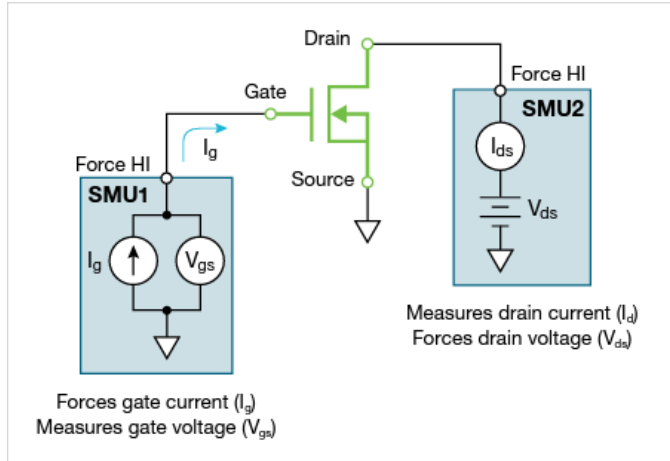 Drain
Force HI
SMU2
Gate
Ig
Ids
Force HI
Source
SMU1
Vds
Ig
Vgs
Measures drain current (Id)
Forces drain voltage (Vds)
Forces gate current (Ig)
Measures gate voltage (Vgs)